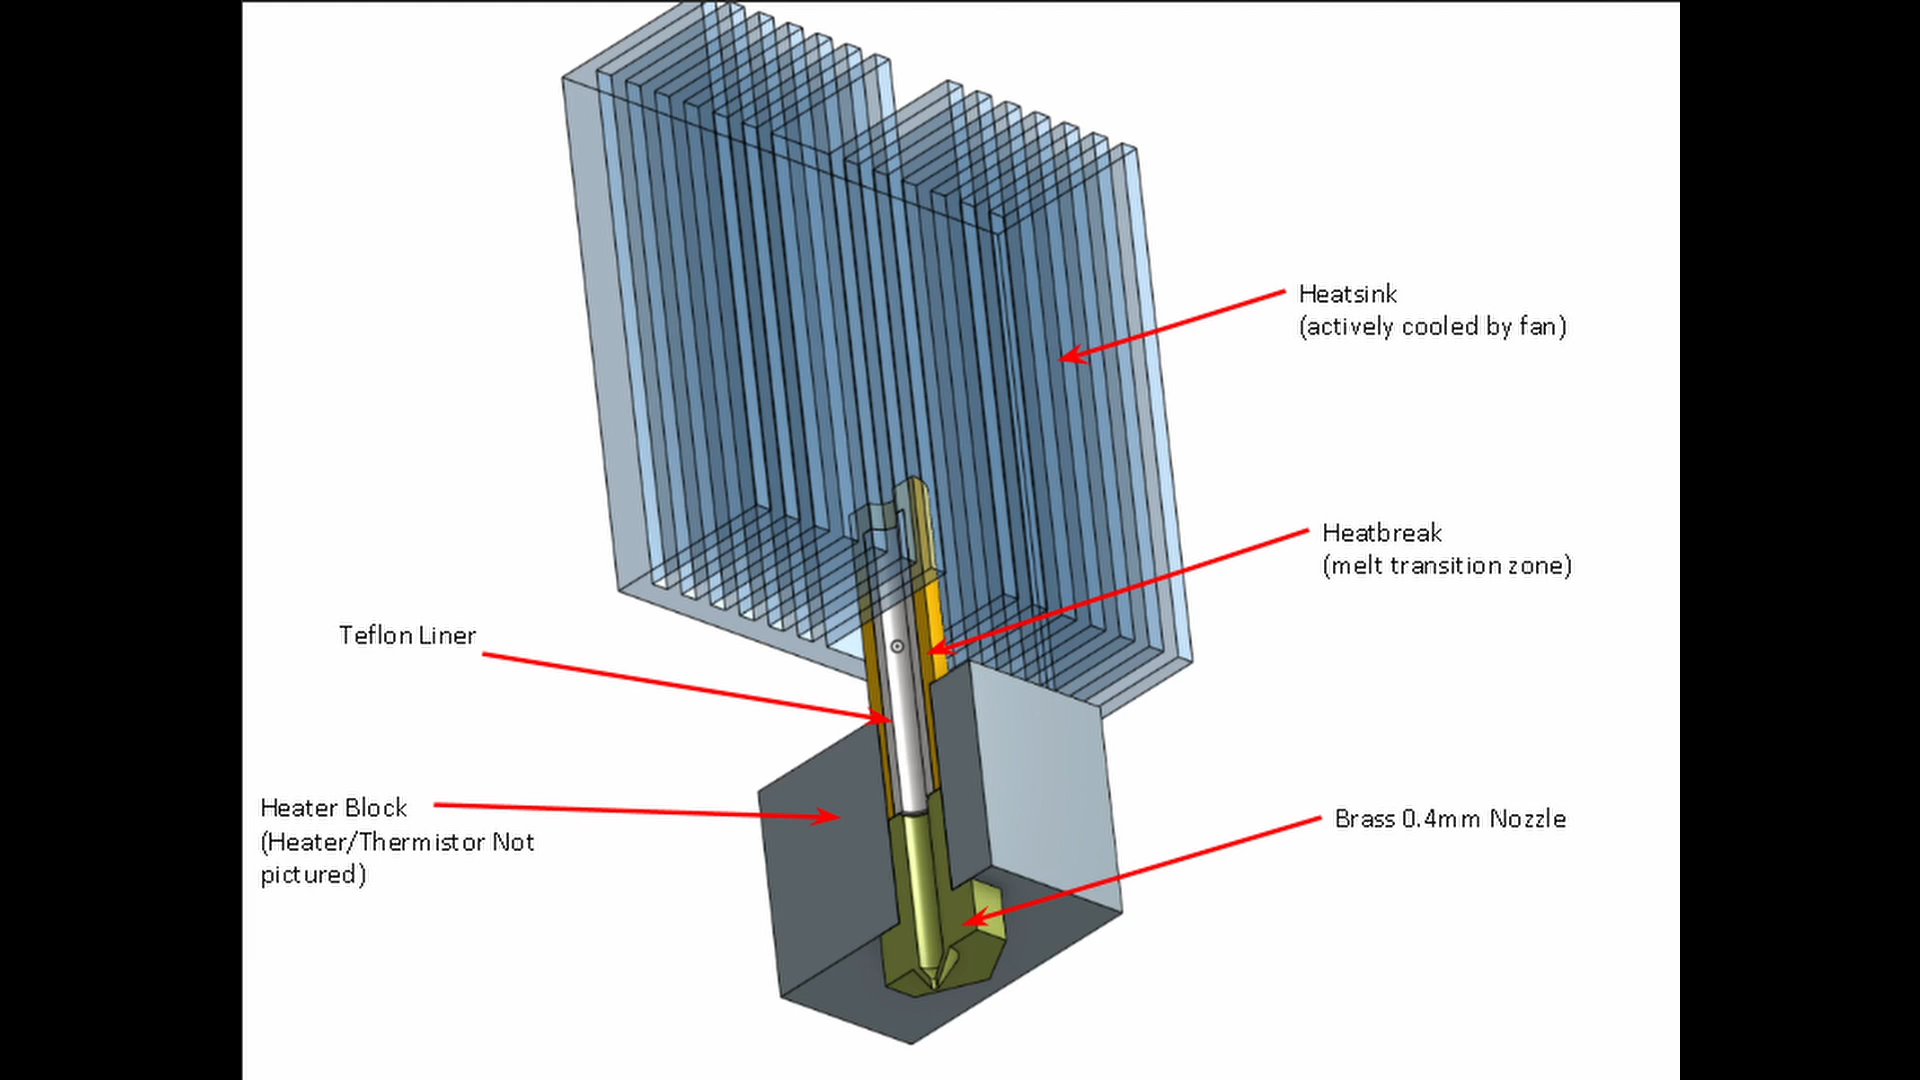 Heatsink
(actively cooled by fan)
Heatbreak
(melt transition zone)
Teflon Liner
Heater Block
(Heater/Thermistor Not
pictured)
Brass 0.4mm Nozzle